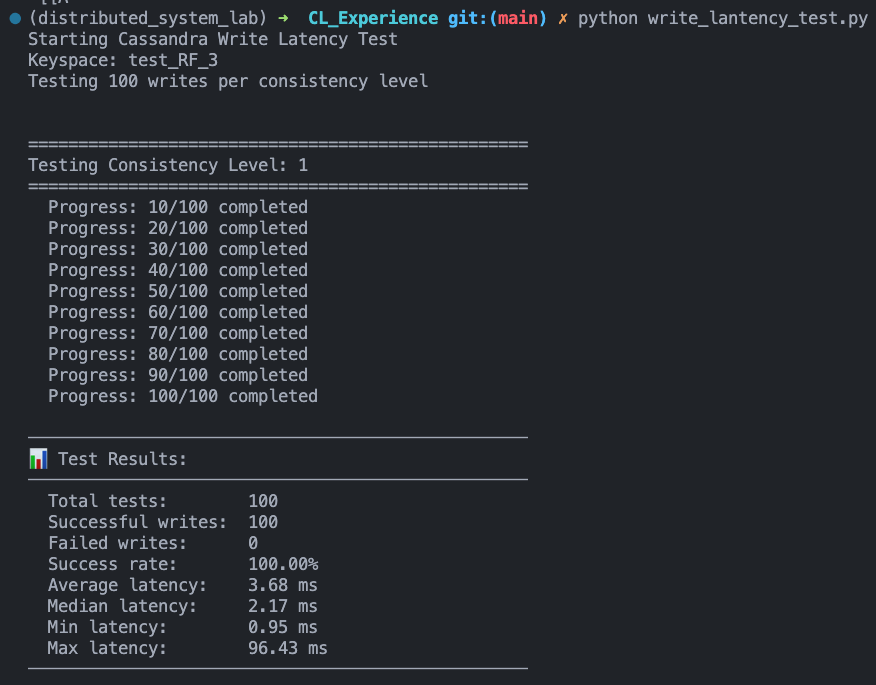 (distributed_system_lab) ➜ CL_Experience git:(main) ✗ python write_lantency_test.py
Starting Cassandra Write Latency Test
Keyspace: test_RF_3
Testing 100 writes per consistency level
==================================================
Testing Consistency Level: 1
==================================================
Progress: 10/100 completed
Progress: 20/100 completed
Progress: 30/100 completed
Progress: 40/100 completed
Progress: 50/100 completed
Progress: 60/100 completed
Progress: 70/100 completed
Progress: 80/100 completed
Progress: 90/100 completed
Progress: 100/100 completed
──────────────────────────────────────────────────
📊 Test Results:
──────────────────────────────────────────────────
Total tests: 100
Successful writes: 100
Failed writes: 0
Success rate: 100.00%
Average latency: 3.68 ms
Median latency: 2.17 ms
Min latency: 0.95 ms
Max latency: 96.43 ms
──────────────────────────────────────────────────